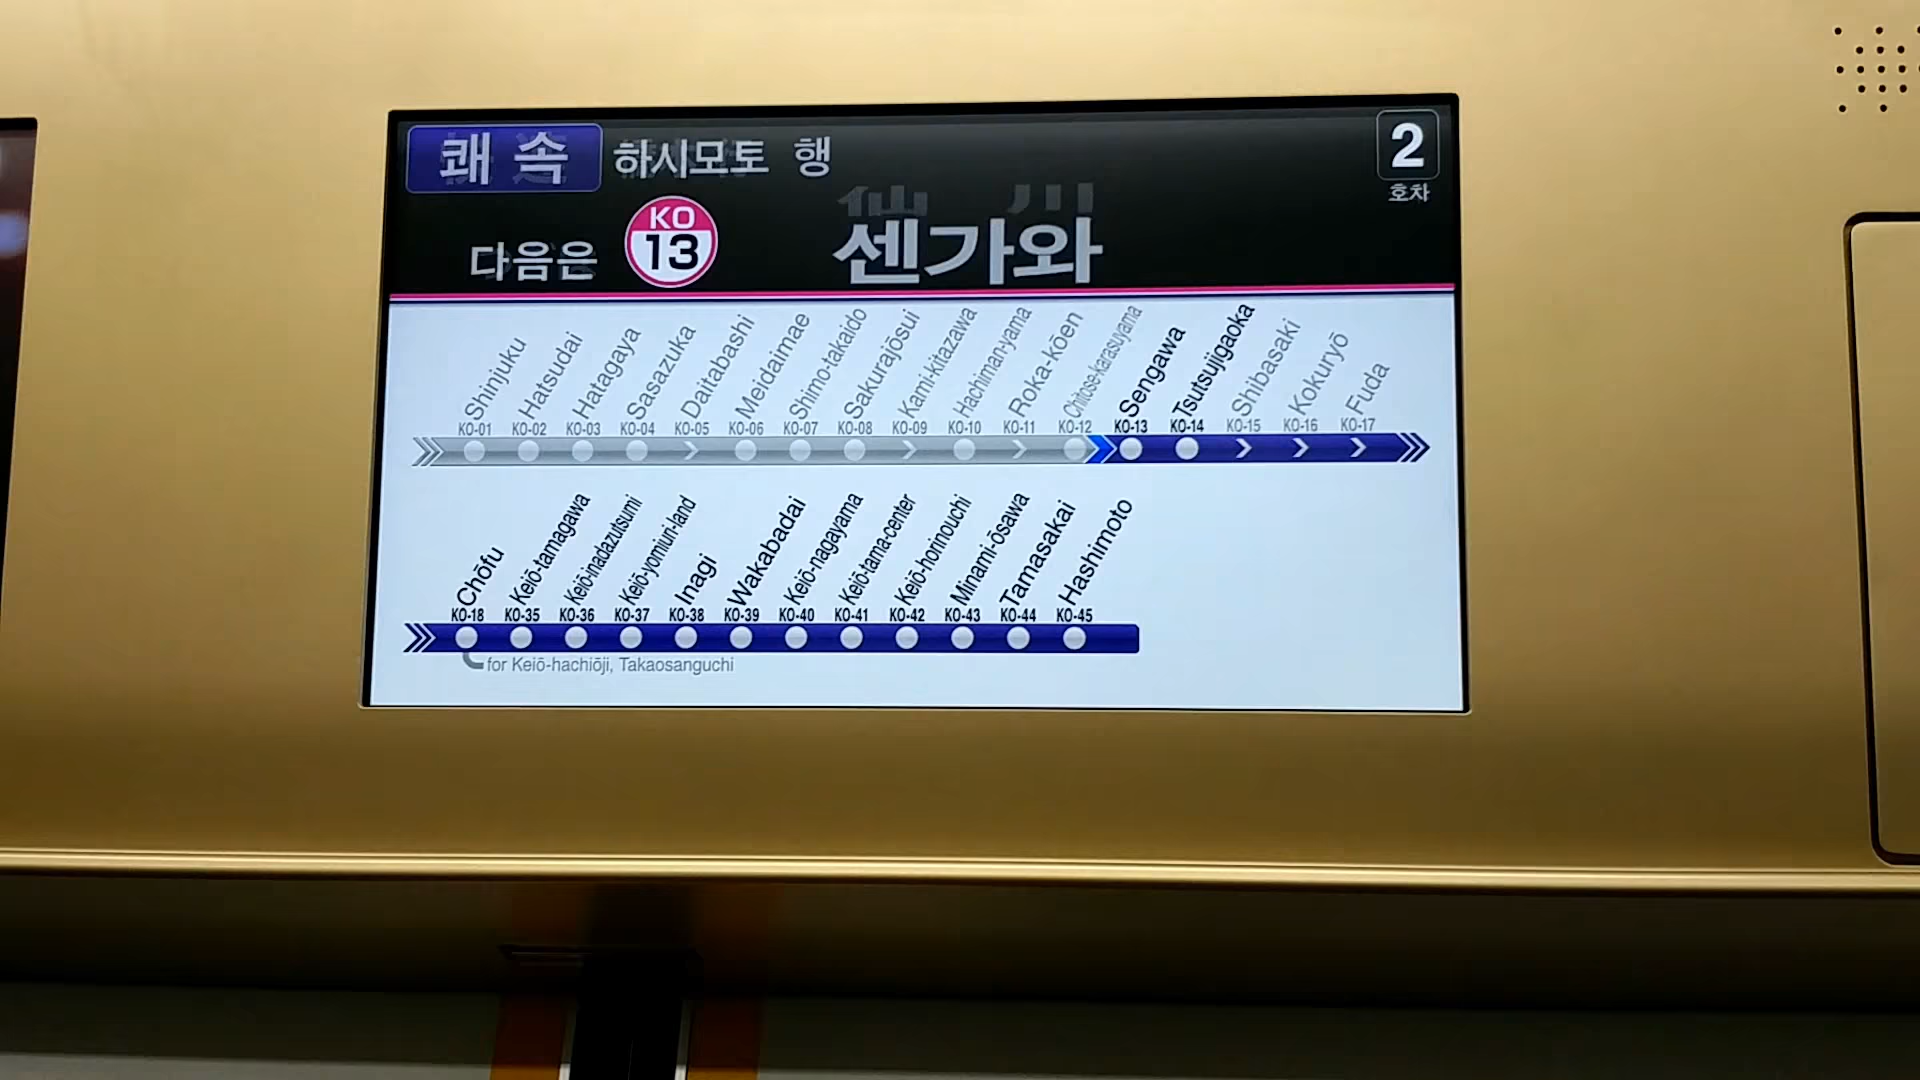 쾌속 하시모토 행
2
호차
다음은 KO 13 센가와
Shinjuku Hatsudai Hatagaya Sasazuka Daitabashi Meidaimae Shimo-takaido Sakurajōsui Kami-kitazawa Hachiman-yama Roka-kōen Chitose-karasuyama Sengawa Tsutsujigaoka Shibasaki Kokuryō Fuda
KO-01 KO-02 KO-03 KO-04 KO-05 KO-06 KO-07 KO-08 KO-09 KO-10 KO-11 KO-12 KO-13 KO-14 KO-15 KO-16 KO-17
Chōfu Keiō-tamagawa Keiō-inadazutsumi Keiō-yomiuri-land Inagi Wakabadai Keiō-nagayama Keiō-tama-center Keiō-horinouchi Minami-ōsawa Tamasakai Hashimoto
KO-18 KO-35 KO-36 KO-37 KO-38 KO-39 KO-40 KO-41 KO-42 KO-43 KO-44 KO-45
for Keiō-hachiōji, Takaosanguchi